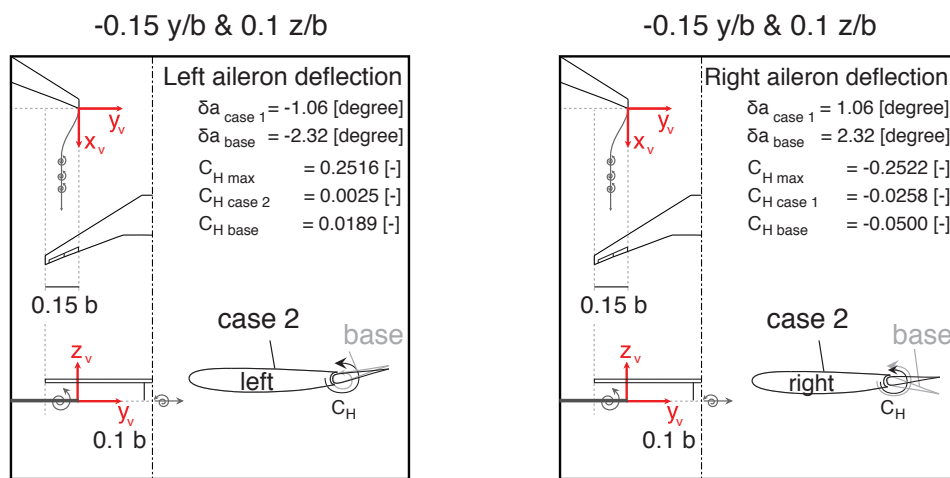 -0.15 y/b & 0.1 z/b
Left aileron deflection
δa case 1 = -1.06 [degree]
δa base = -2.32 [degree]
C H max = 0.2516 [-]
C H case 2 = 0.0025 [-]
C H base = 0.0189 [-]
y v
x v
0.15 b
z v
y v
0.1 b
case 2
base
left
C H
-0.15 y/b & 0.1 z/b
Right aileron deflection
δa case 1 = 1.06 [degree]
δa base = 2.32 [degree]
C H max = -0.2522 [-]
C H case 1 = -0.0258 [-]
C H base = -0.0500 [-]
y v
x v
0.15 b
z v
y v
0.1 b
case 2
base
right
C H